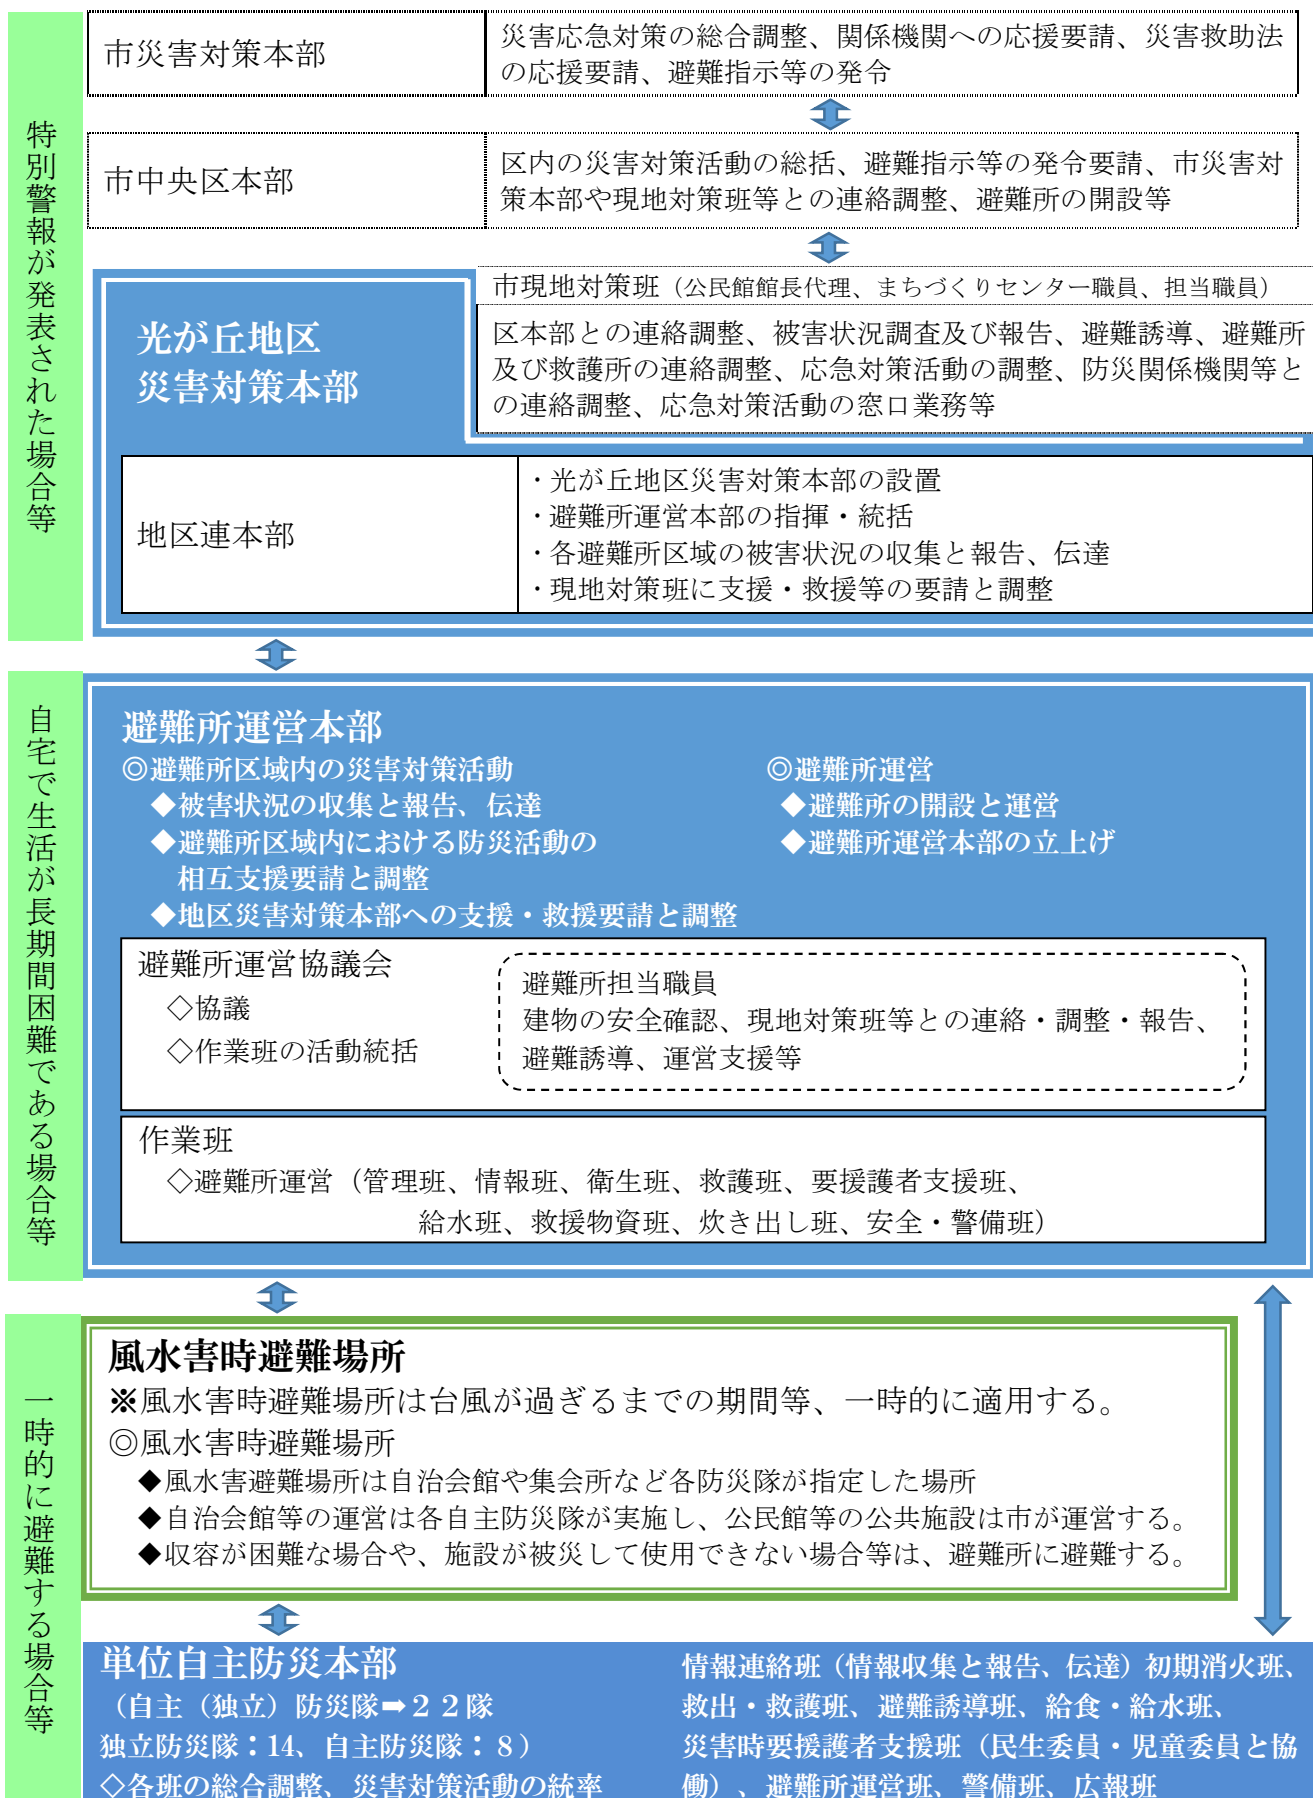 特別警報が発表された場合等
市災害対策本部
災害応急対策の総合調整、関係機関への応援要請、災害救助法
の応援要請、避難指示等の発令
市中央区本部
区内の災害対策活動の総括、避難指示等の発令要請、市災害対
策本部や現地対策班等との連絡調整、避難所の開設等
光が丘地区
災害対策本部
市現地対策班（公民館館長代理、まちづくりセンター職員、担当職員）
区本部との連絡調整、被害状況調査及び報告、避難誘導、避難所
及び救護所の連絡調整、応急対策活動の調整、防災関係機関等と
の連絡調整、応急対策活動の窓口業務等
地区連本部
・光が丘地区災害対策本部の設置
・避難所運営本部の指揮・統括
・各避難所区域の被害状況の収集と報告、伝達
・現地対策班に支援・救援等の要請と調整
自宅で生活が長期間困難である場合等
避難所運営本部
◎避難所区域内の災害対策活動
◆被害状況の収集と報告、伝達
◆避難所区域内における防災活動の
相互支援要請と調整
◆地区災害対策本部への支援・救援要請と調整
◎避難所運営
◆避難所の開設と運営
◆避難所運営本部の立上げ
避難所運営協議会
◇協議
◇作業班の活動統括
避難所担当職員
建物の安全確認、現地対策班等との連絡・調整・報告、
避難誘導、運営支援等
作業班
◇避難所運営（管理班、情報班、衛生班、救護班、要援護者支援班、
給水班、救援物資班、炊き出し班、安全・警備班）
一時的に避難する場合等
風水害時避難場所
※風水害時避難場所は台風が過ぎるまでの期間等、一時的に適用する。
◎風水害時避難場所
◆風水害避難場所は自治会館や集会所など各防災隊が指定した場所
◆自治会館等の運営は各自主防災隊が実施し、公民館等の公共施設は市が運営する。
◆収容が困難な場合や、施設が被災して使用できない場合等は、避難所に避難する。
単位自主防災本部
（自主（独立）防災隊➡２２隊
独立防災隊：14、自主防災隊：８）
◇各班の総合調整、災害対策活動の統率
情報連絡班（情報収集と報告、伝達）初期消火班、
救出・救護班、避難誘導班、給食・給水班、
災害時要援護者支援班（民生委員・児童委員と協
働）、避難所運営班、警備班、広報班